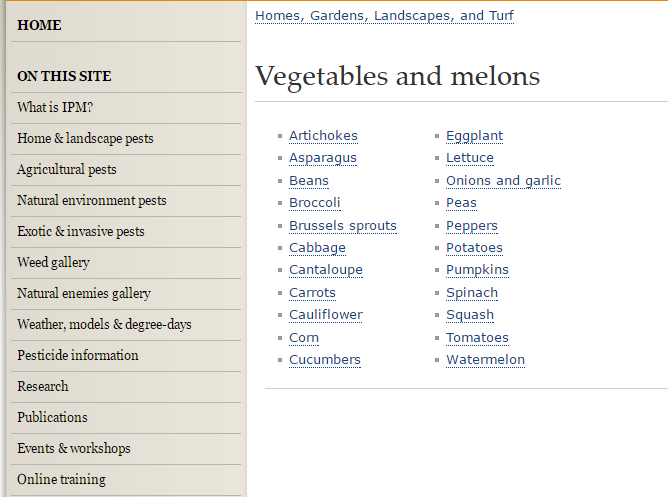 HOME
ON THIS SITE
What is IPM?
Home & landscape pests
Agricultural pests
Natural environment pests
Exotic & invasive pests
Weed gallery
Natural enemies gallery
Weather, models & degree-days
Pesticide information
Research
Publications
Events & workshops
Online training
Homes, Gardens, Landscapes, and Turf
Vegetables and melons
Artichokes
Asparagus
Beans
Broccoli
Brussels sprouts
Cabbage
Cantaloupe
Carrots
Cauliflower
Corn
Cucumbers
Eggplant
Lettuce
Onions and garlic
Peas
Peppers
Potatoes
Pumpkins
Spinach
Squash
Tomatoes
Watermelon